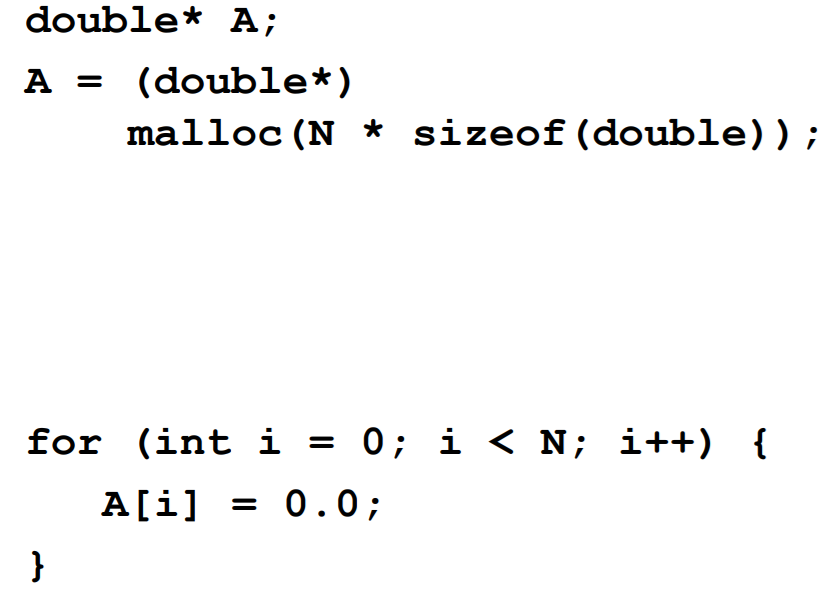 double* A;
A = (double*)
malloc(N * sizeof(double));
for (int i = 0; i < N; i++) {
A[i] = 0.0;
}